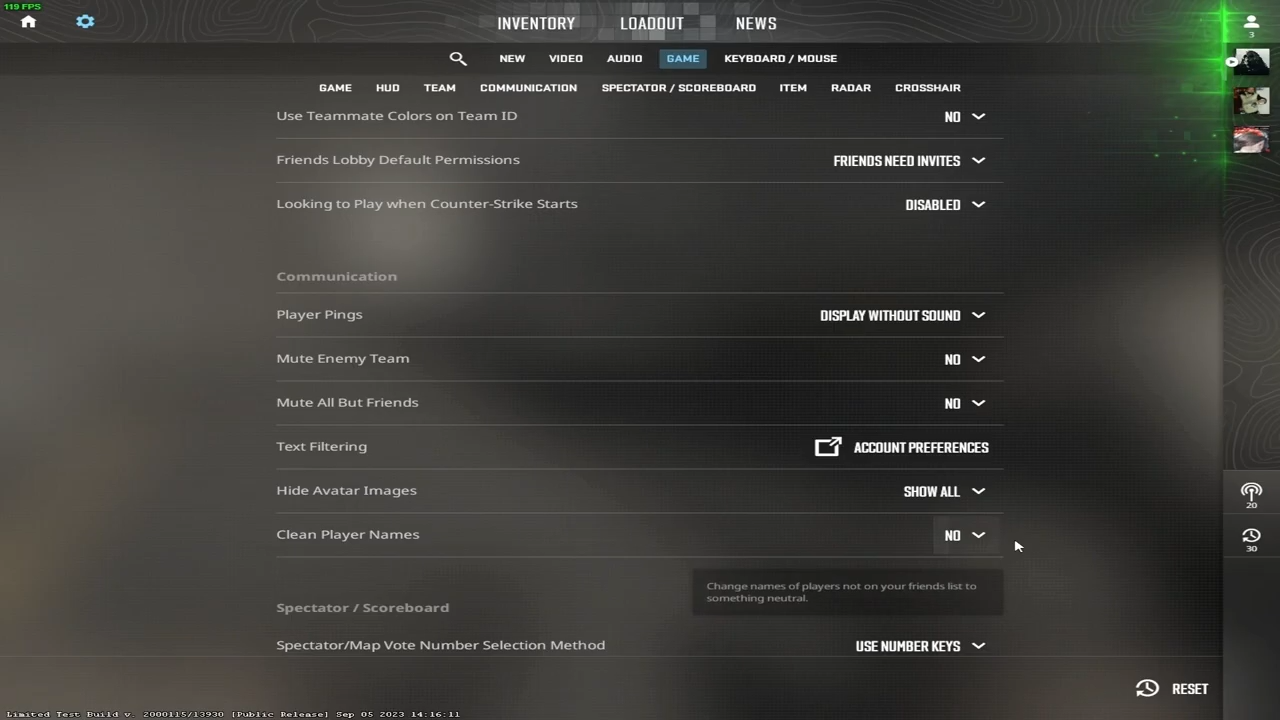 119 FPS
INVENTORY LOADOUT NEWS
3
NEW VIDEO AUDIO GAME KEYBOARD / MOUSE
GAME HUD TEAM COMMUNICATION SPECTATOR / SCOREBOARD ITEM RADAR CROSSHAIR
Use Teammate Colors on Team ID NO
Friends Lobby Default Permissions FRIENDS NEED INVITES
Looking to Play when Counter-Strike Starts DISABLED
Communication
Player Pings DISPLAY WITHOUT SOUND
Mute Enemy Team NO
Mute All But Friends NO
Text Filtering ACCOUNT PREFERENCES
Hide Avatar Images SHOW ALL
20
Clean Player Names NO
30
Change names of players not on your friends list to
something neutral.
Spectator / Scoreboard
Spectator/Map Vote Number Selection Method USE NUMBER KEYS
RESET
Limited Test Build v. 2000115/13930 [Public Release] Sep 05 2023 14:16:11